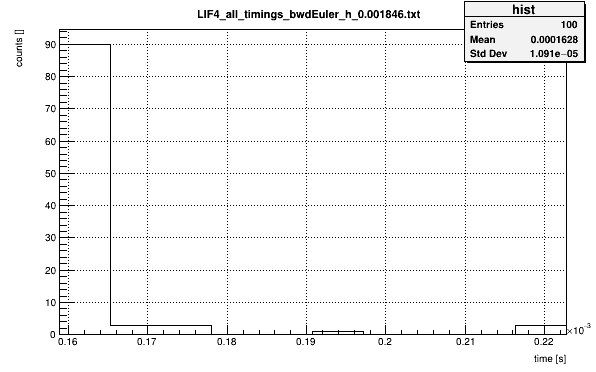 LIF4_all_timings_bwdEuler_h_0.001846.txt
hist
Entries 100
Mean 0.0001628
Std Dev 1.091e−05
counts []
90
80
70
60
50
40
30
20
10
0
0.16 0.17 0.18 0.19 0.2 0.21 0.22
×10⁻³
time [s]